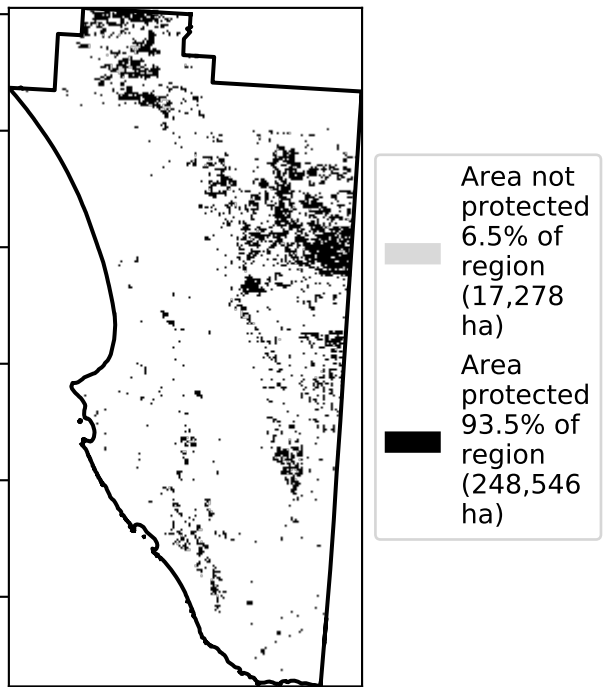 Area not
protected
6.5% of
region
(17,278
ha)
Area
protected
93.5% of
region
(248,546
ha)